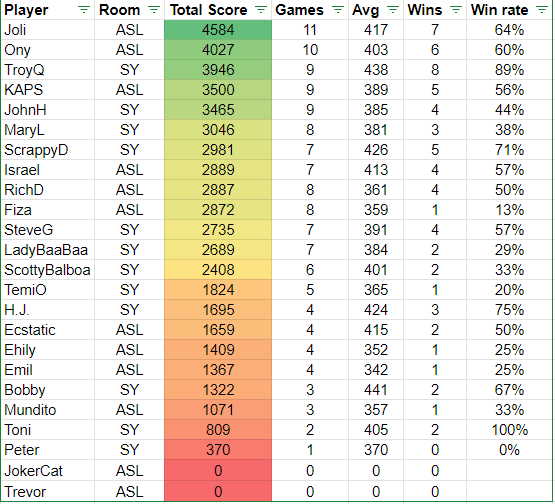 Player Room Total Score Games Avg Wins Win rate
Joli ASL 4584 11 417 7 64%
Ony ASL 4027 10 403 6 60%
TroyQ SY 3946 9 438 8 89%
KAPS ASL 3500 9 389 5 56%
JohnH SY 3465 9 385 4 44%
MaryL SY 3046 8 381 3 38%
ScrappyD SY 2981 7 426 5 71%
Israel ASL 2889 7 413 4 57%
RichD ASL 2887 8 361 4 50%
Fiza ASL 2872 8 359 1 13%
SteveG SY 2735 7 391 4 57%
LadyBaaBaa SY 2689 7 384 2 29%
ScottyBalboa SY 2408 6 401 2 33%
TemiO SY 1824 5 365 1 20%
H.J. SY 1695 4 424 3 75%
Ecstatic ASL 1659 4 415 2 50%
Ehily ASL 1409 4 352 1 25%
Emil ASL 1367 4 342 1 25%
Bobby SY 1322 3 441 2 67%
Mundito ASL 1071 3 357 1 33%
Toni SY 809 2 405 2 100%
Peter SY 370 1 370 0 0%
JokerCat ASL 0 0 0 0
Trevor ASL 0 0 0 0